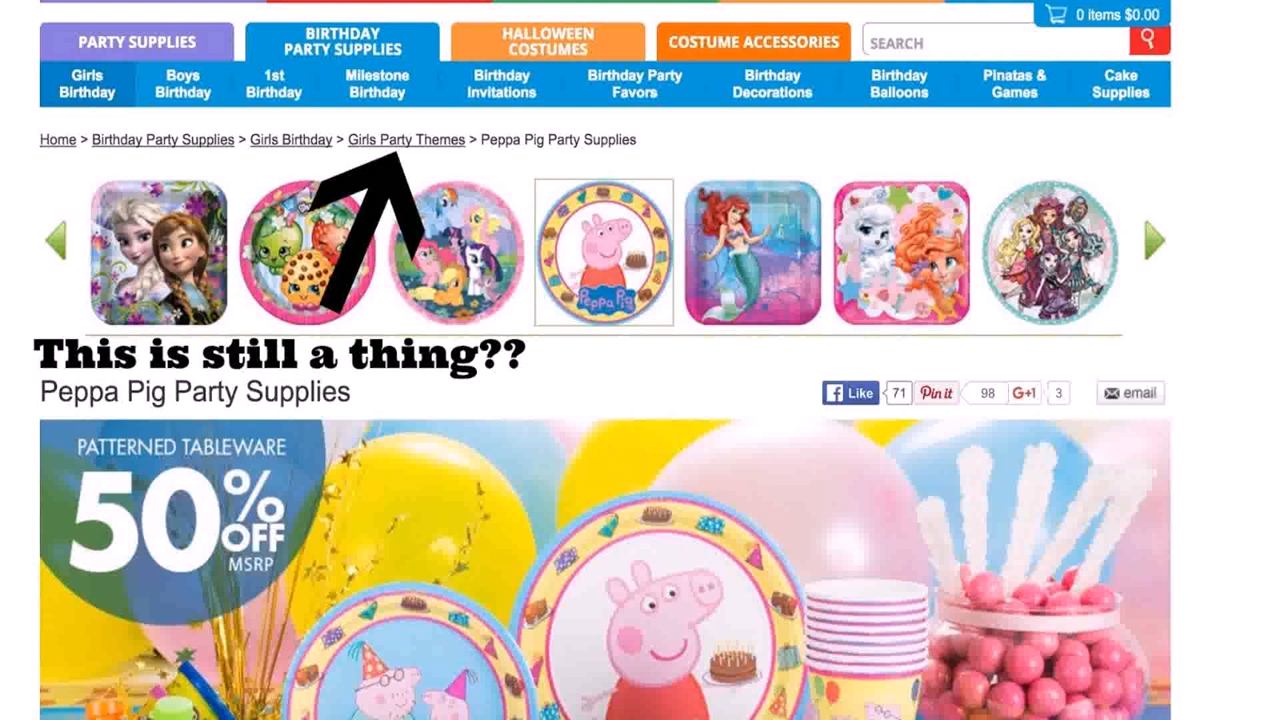 0 items $0.00
PARTY SUPPLIES
BIRTHDAY
PARTY SUPPLIES
HALLOWEEN
COSTUMES
COSTUME ACCESSORIES
SEARCH
Girls
Birthday
Boys
Birthday
1st
Birthday
Milestone
Birthday
Birthday
Invitations
Birthday Party
Favors
Birthday
Decorations
Birthday
Balloons
Pinatas &
Games
Cake
Supplies
Home > Birthday Party Supplies > Girls Birthday > Girls Party Themes > Peppa Pig Party Supplies
Peppa Pig
This is still a thing??
Peppa Pig Party Supplies
Like 71 Pin it 98 G+1 3 email
PATTERNED TABLEWARE
50% OFF
MSRP